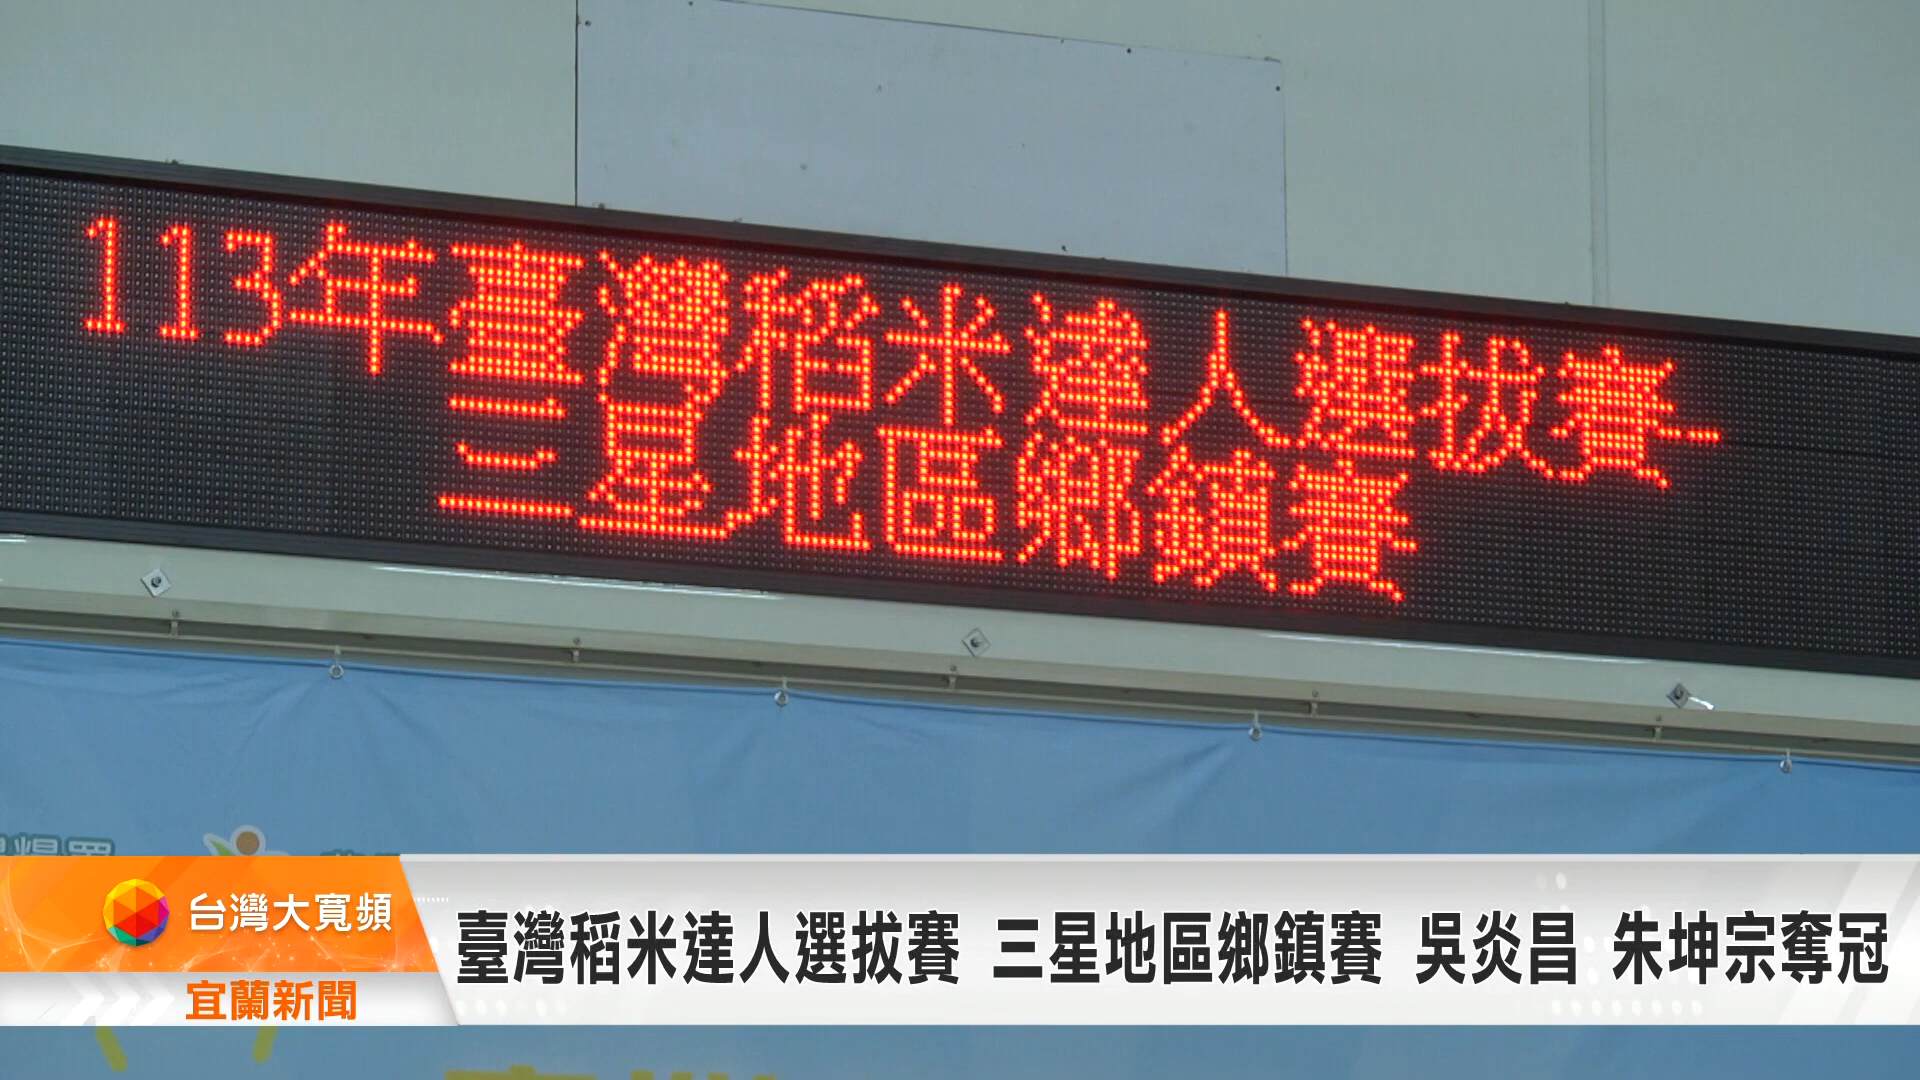 113年臺灣稻米達人選拔賽-
三星地區鄉鎮賽
台灣大寬頻
宜蘭新聞
臺灣稻米達人選拔賽 三星地區鄉鎮賽 吳炎昌 朱坤宗奪冠